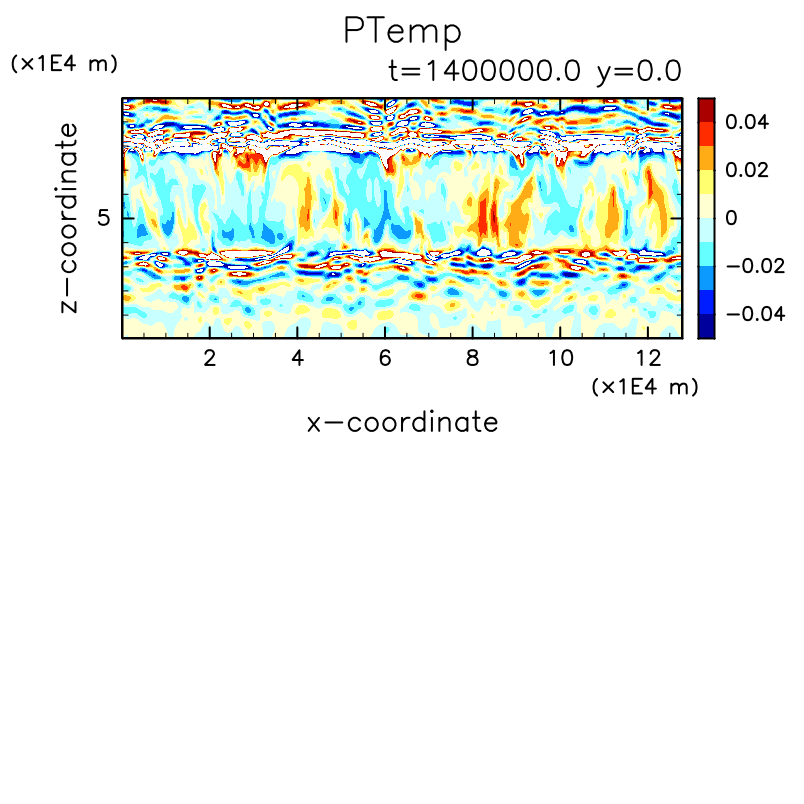 PTemp
(×1E4 m)
t=1400000.0 y=0.0
z-coordinate
5
0.04
0.02
0
-0.02
-0.04
2 4 6 8 10 12
(×1E4 m)
x-coordinate